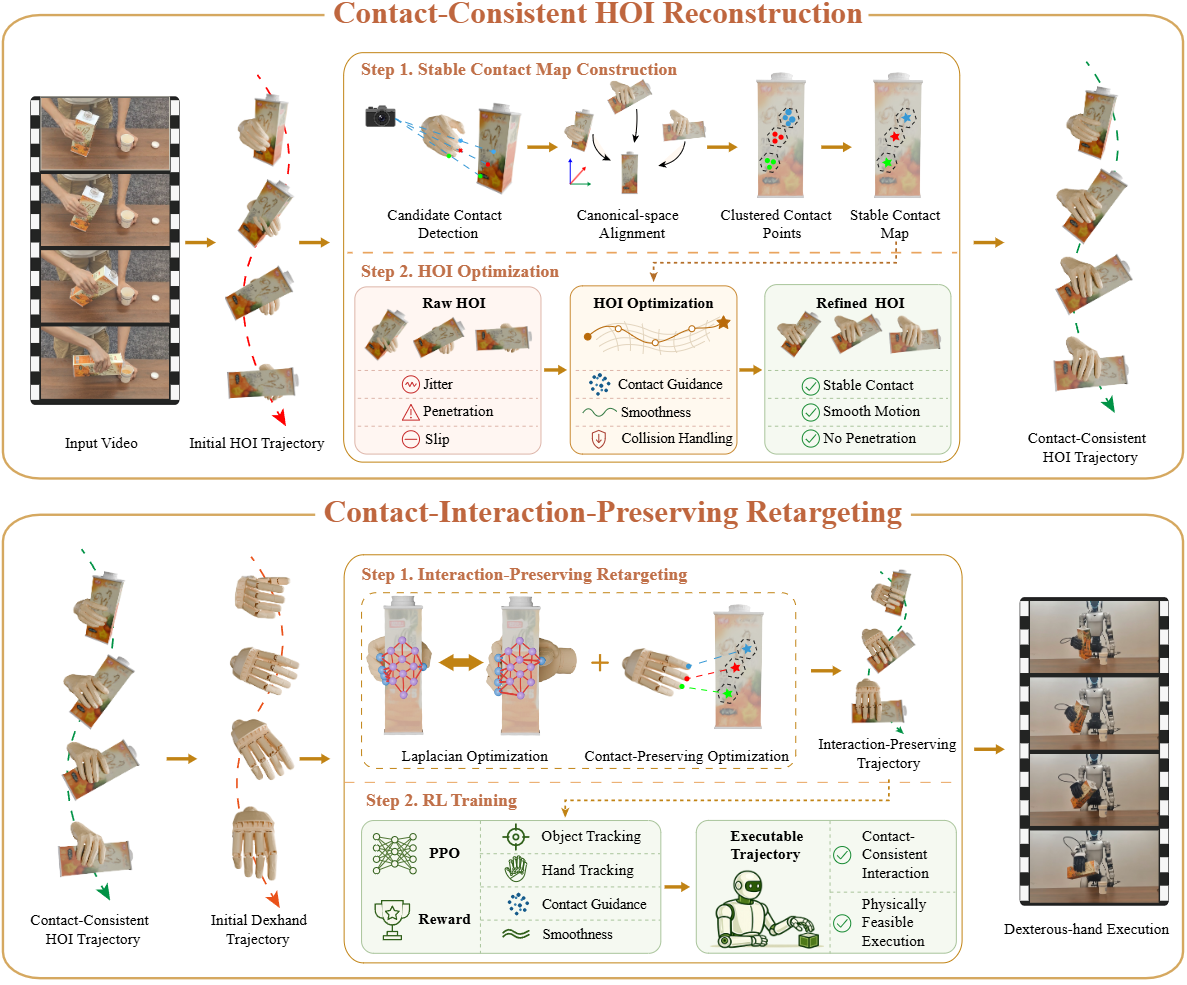 Contact-Consistent HOI Reconstruction
Step 1. Stable Contact Map Construction
Candidate Contact
Detection
Canonical-space
Alignment
Clustered Contact
Points
Stable Contact
Map
Input Video
Initial HOI Trajectory
Step 2. HOI Optimization
Raw HOI
Jitter
Penetration
Slip
HOI Optimization
Contact Guidance
Smoothness
Collision Handling
Refined HOI
Stable Contact
Smooth Motion
No Penetration
Contact-Consistent
HOI Trajectory
Contact-Interaction-Preserving Retargeting
Contact-Consistent
HOI Trajectory
Initial Dexhand
Trajectory
Step 1. Interaction-Preserving Retargeting
Laplacian Optimization
Contact-Preserving Optimization
Interaction-Preserving
Trajectory
Step 2. RL Training
PPO
Reward
Object Tracking
Hand Tracking
Contact Guidance
Smoothness
Executable
Trajectory
Contact-
Consistent
Interaction
Physically
Feasible
Execution
Dexterous-hand Execution